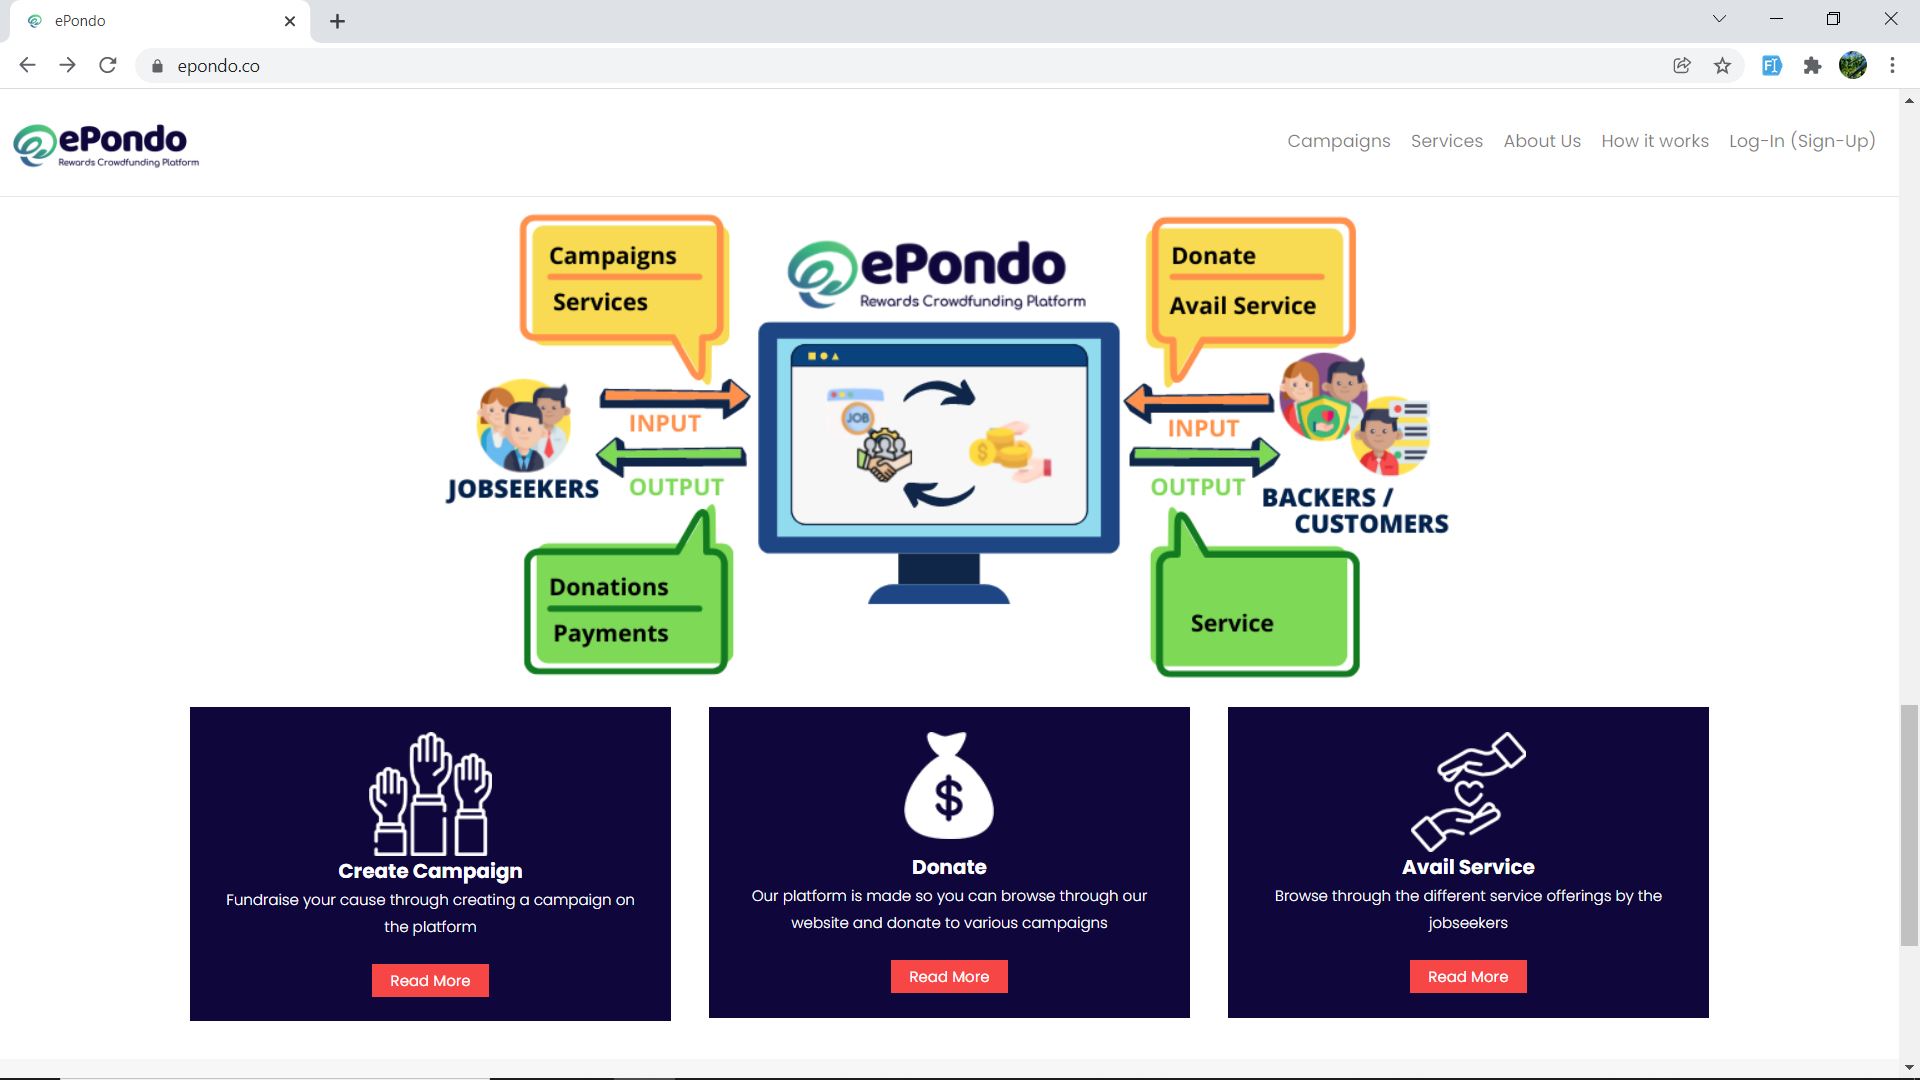 ePondo
epondo.co
ePondo
Rewards Crowdfunding Platform
Campaigns
Services
About Us
How it works
Log-In (Sign-Up)
Campaigns
Services
ePondo
Rewards Crowdfunding Platform
Donate
Avail Service
JOB
INPUT
OUTPUT
JOBSEEKERS
INPUT
OUTPUT
BACKERS /
CUSTOMERS
Donations
Payments
Service
Create Campaign
Fundraise your cause through creating a campaign on
the platform
Read More
Donate
Our platform is made so you can browse through our
website and donate to various campaigns
Read More
Avail Service
Browse through the different service offerings by the
jobseekers
Read More